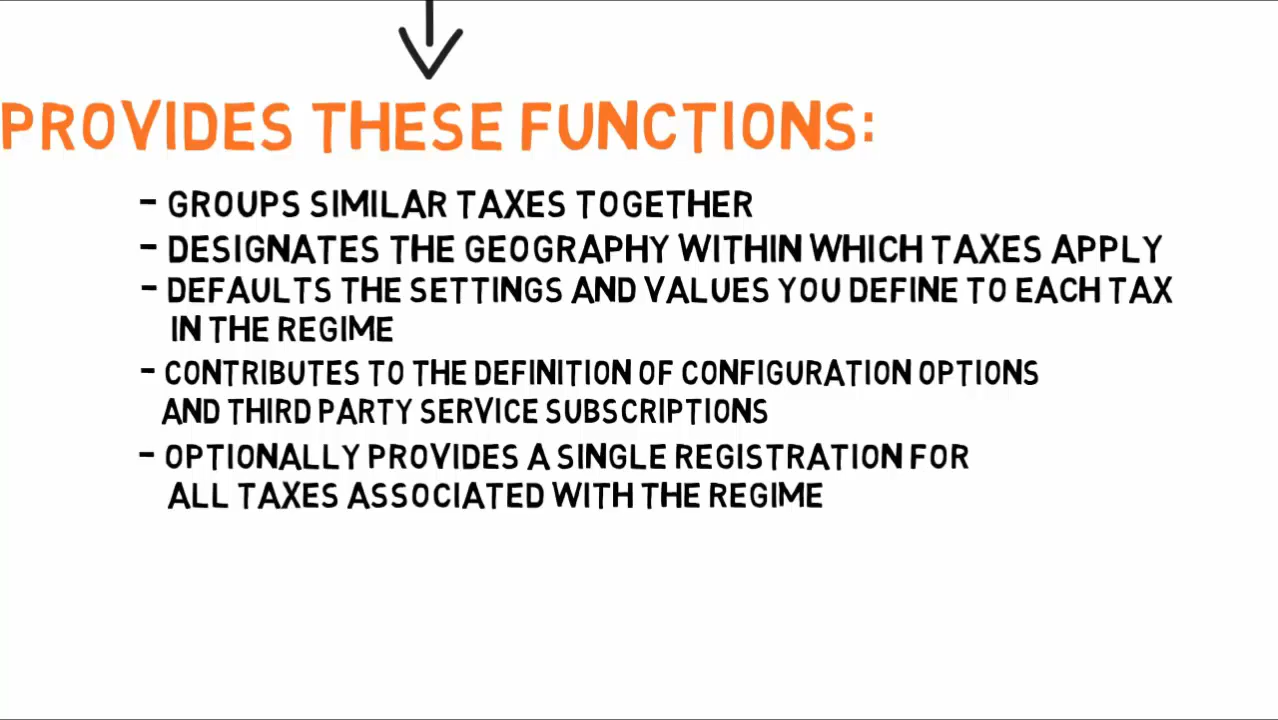 PROVIDES THESE FUNCTIONS:
- GROUPS SIMILAR TAXES TOGETHER
- DESIGNATES THE GEOGRAPHY WITHIN WHICH TAXES APPLY
- DEFAULTS THE SETTINGS AND VALUES YOU DEFINE TO EACH TAX
IN THE REGIME
- CONTRIBUTES TO THE DEFINITION OF CONFIGURATION OPTIONS
AND THIRD PARTY SERVICE SUBSCRIPTIONS
- OPTIONALLY PROVIDES A SINGLE REGISTRATION FOR
ALL TAXES ASSOCIATED WITH THE REGIME